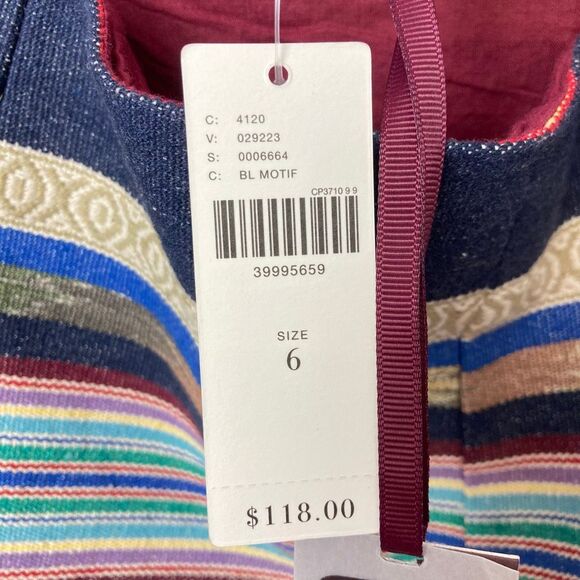 C: 4120
V: 029223
S: 0006664
C: BL MOTIF
CP3710 9 9
39995659
SIZE
6
$118.00